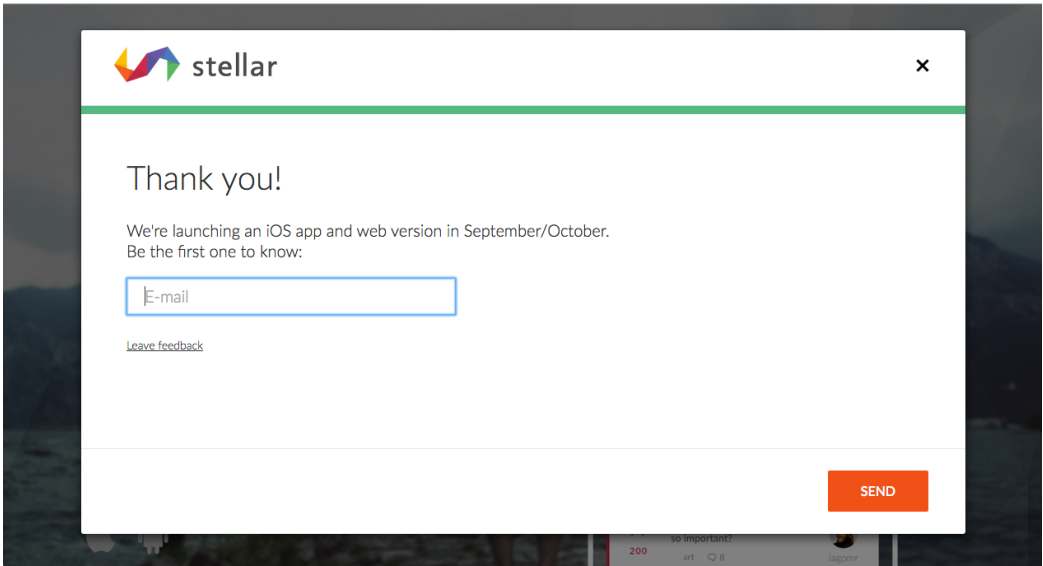 stellar
×
Thank you!
We're launching an iOS app and web version in September/October.
Be the first one to know:
E-mail
Leave feedback
SEND
so important?
200
art 8
lagomr